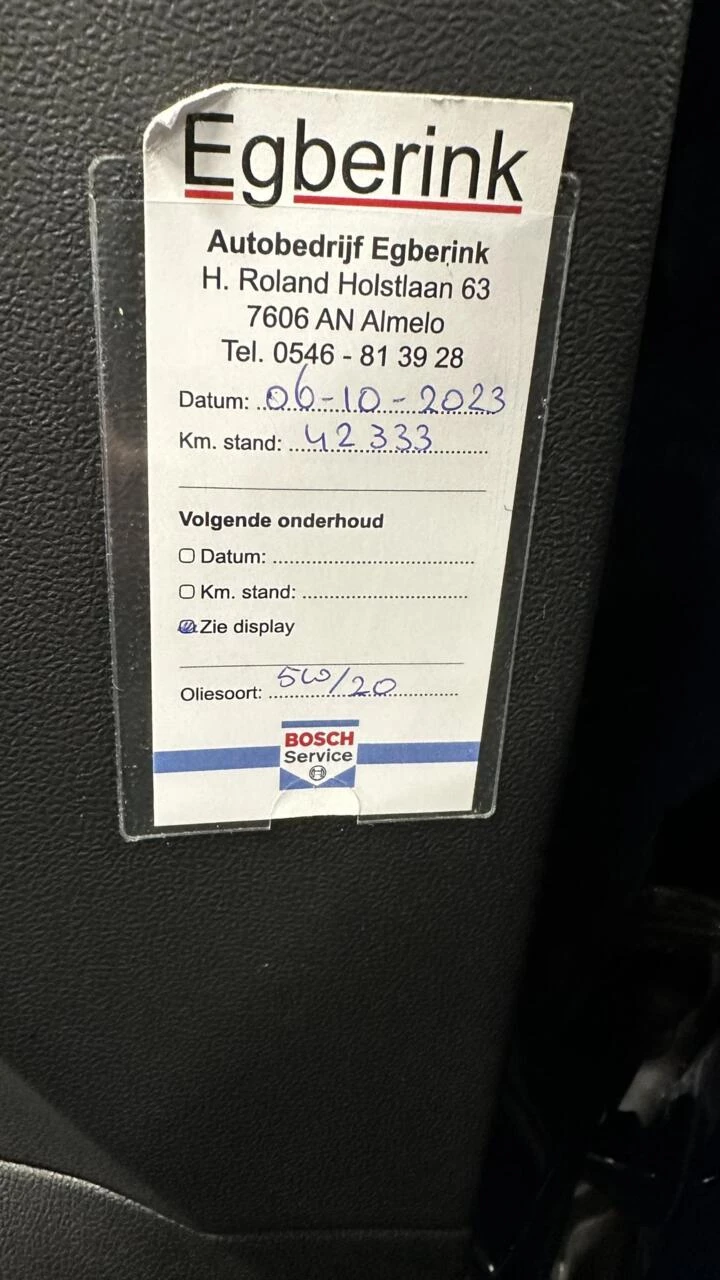 Egberink
Autobedrijf Egberink
H. Roland Holstlaan 63
7606 AN Almelo
Tel. 0546 - 81 39 28
Datum: 06-10-2023
Km. stand: 42333
Volgende onderhoud
Datum:
Km. stand:
Zie display
Oliesoort: 5W/20
BOSCH
Service